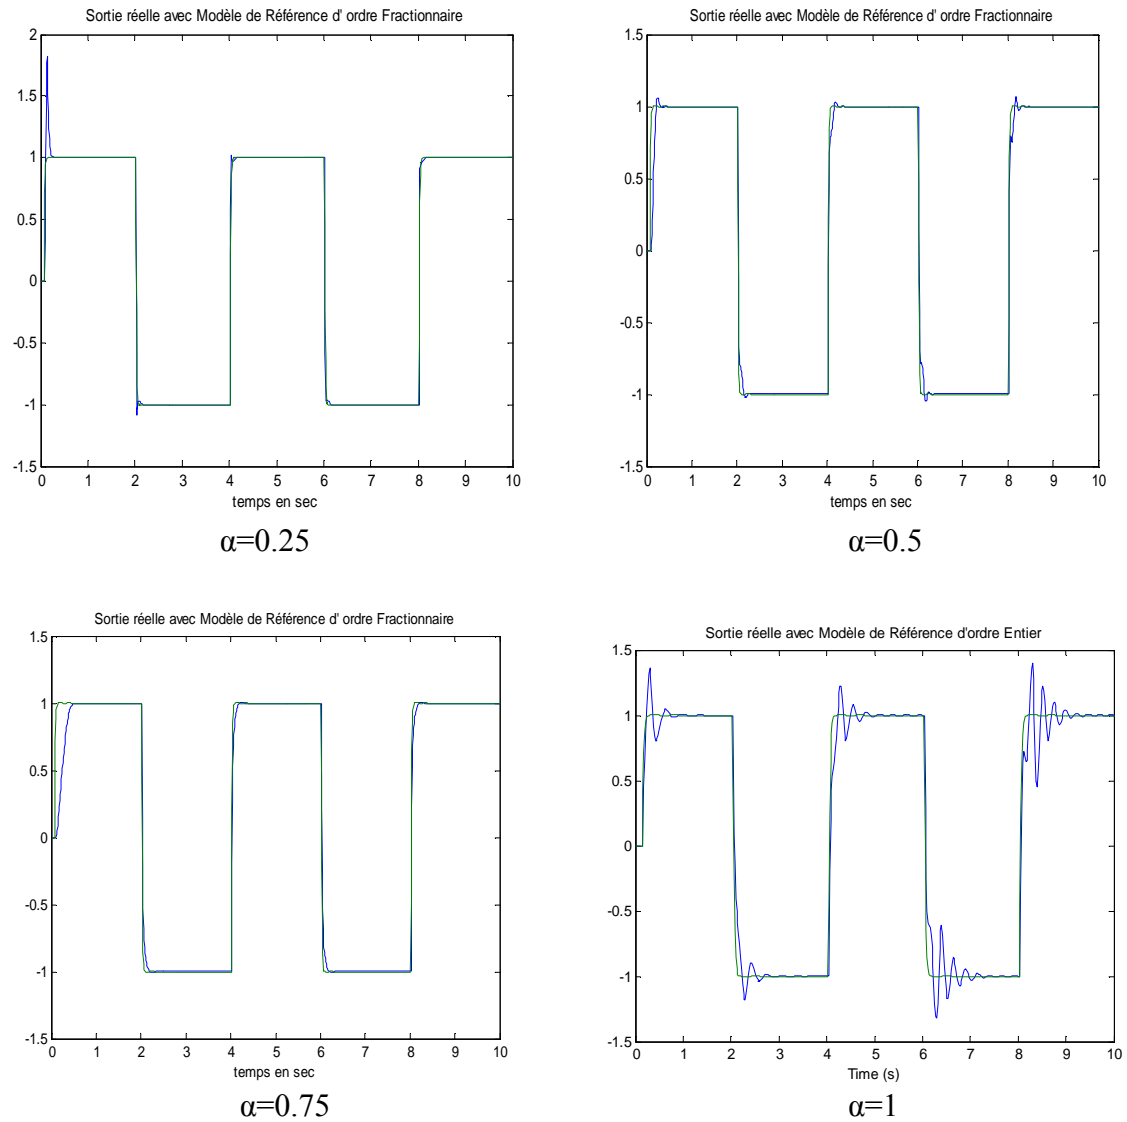 Sortie réelle avec Modèle de Référence d' ordre Fractionnaire
2
1.5
1
0.5
0
-0.5
-1
-1.5
0 1 2 3 4 5 6 7 8 9 10
temps en sec
α=0.25
Sortie réelle avec Modèle de Référence d' ordre Fractionnaire
1.5
1
0.5
0
-0.5
-1
-1.5
0 1 2 3 4 5 6 7 8 9 10
temps en sec
α=0.5
Sortie réelle avec Modèle de Référence d' ordre Fractionnaire
1.5
1
0.5
0
-0.5
-1
-1.5
0 1 2 3 4 5 6 7 8 9 10
temps en sec
α=0.75
Sortie réelle avec Modèle de Référence d'ordre Entier
1.5
1
0.5
0
-0.5
-1
-1.5
0 1 2 3 4 5 6 7 8 9 10
Time (s)
α=1